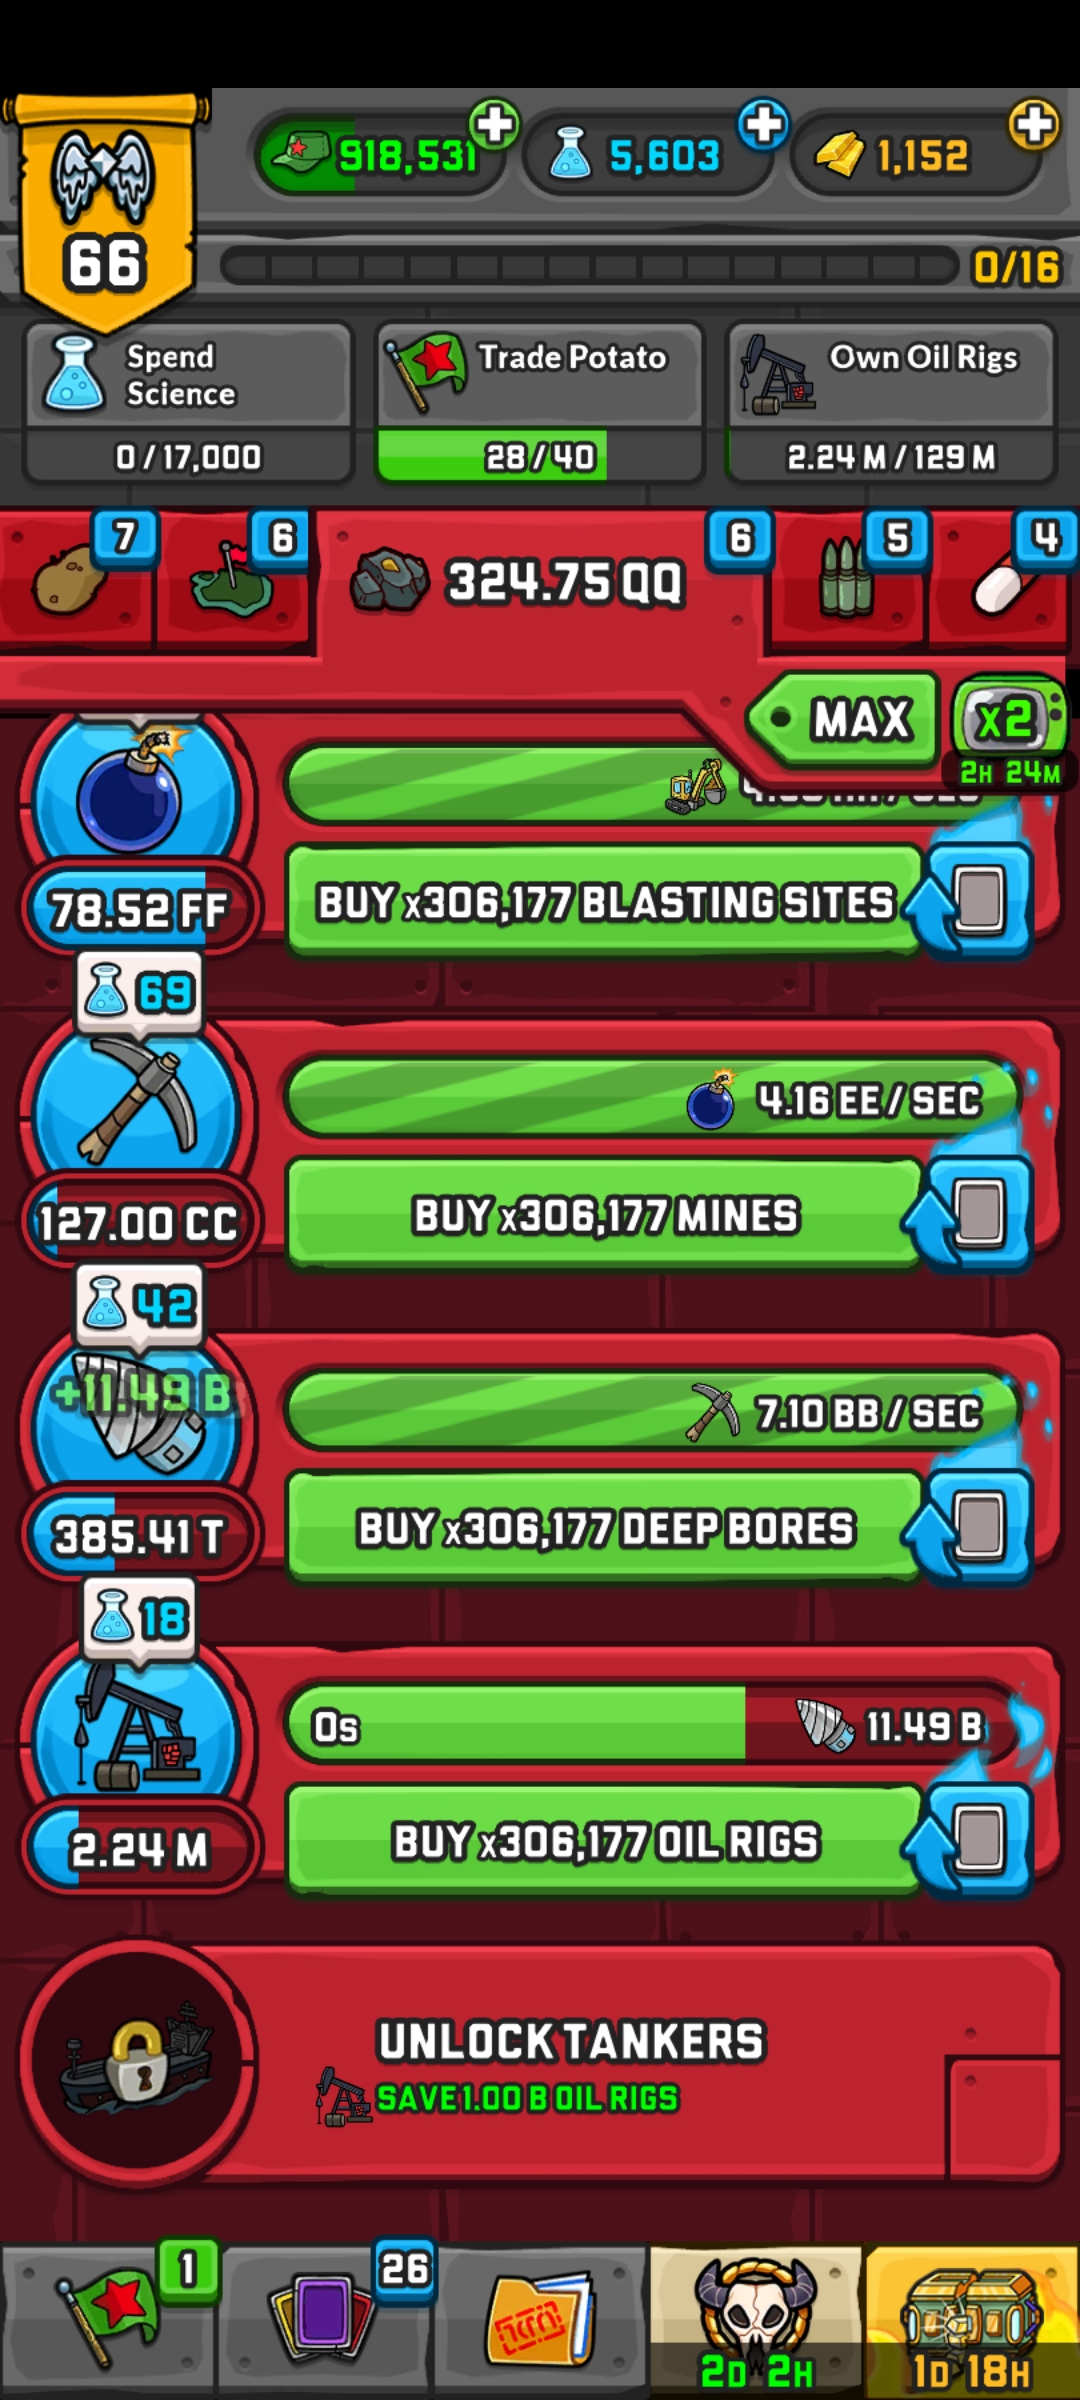 918,531
5,603
1,152
66
0/16
Spend
Science
0/17,000
Trade Potato
28/40
Own Oil Rigs
2.24 M/129 M
7
6
324.75 QQ
6
5
4
MAX
x2
2H 24M
78.52 FF
BUY x306,177 BLASTING SITES
69
4.16 EE/SEC
127.00 CC
BUY x306,177 MINES
42
+11.49 B
7.10 BB/SEC
385.41 T
BUY x306,177 DEEP BORES
18
0s
11.49 B
2.24 M
BUY x306,177 OIL RIGS
UNLOCK TANKERS
SAVE 1.00 B OIL RIGS
1
26
2D 2H
1D 18H